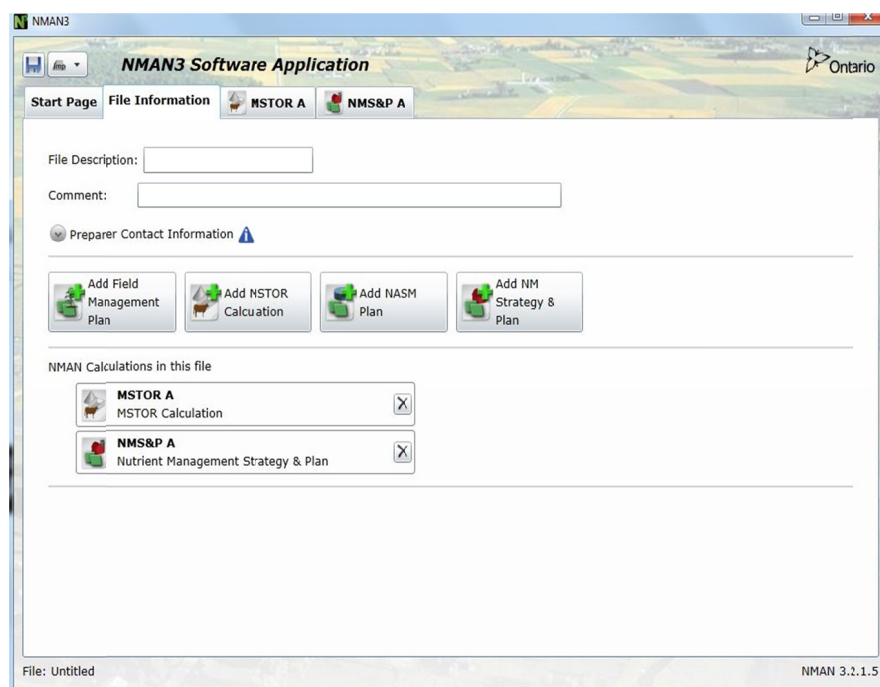 NMAN3
NMAN3 Software Application
Ontario
Start Page
File Information
MSTOR A
NMS&P A
File Description:
Comment:
Preparer Contact Information
Add Field
Management
Plan
Add NSTOR
Calcuation
Add NASM
Plan
Add NM
Strategy &
Plan
NMAN Calculations in this file
MSTOR A
MSTOR Calculation
NMS&P A
Nutrient Management Strategy & Plan
File: Untitled
NMAN 3.2.1.5